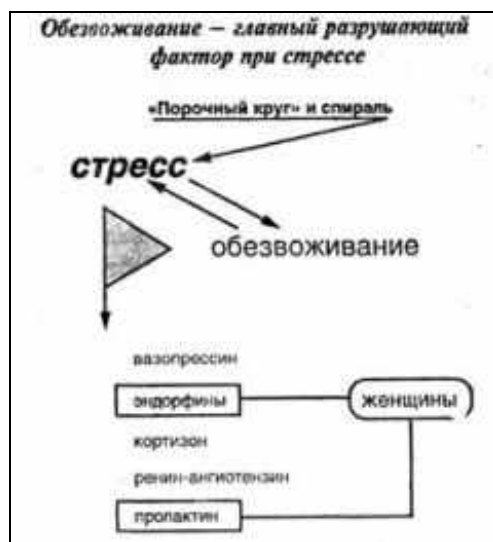 Обезвоживание – главный разрушающий
фактор при стрессе
«Порочный круг» и спираль
стресс
обезвоживание
вазопрессин
эндорфины
женщины
кортизон
ренин-ангиотензин
пролактин